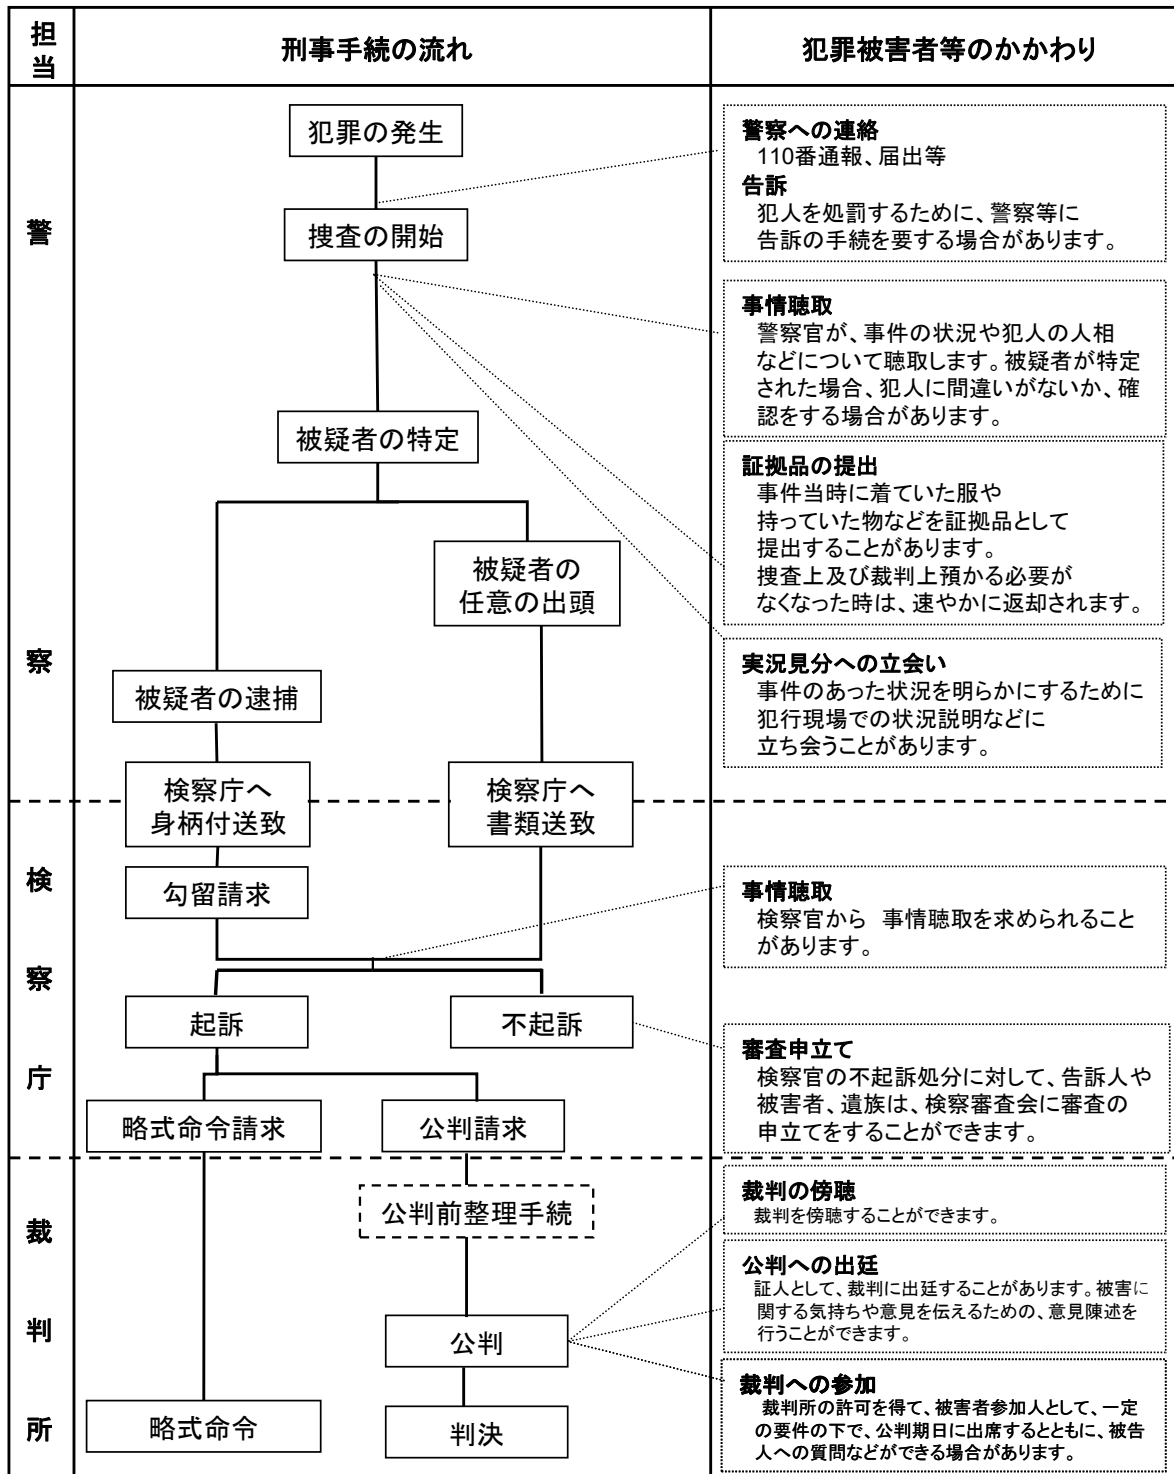 担当
刑事手続の流れ
犯罪被害者等のかかわり
警
察
検
察
庁
裁
判
所
犯罪の発生
捜査の開始
被疑者の特定
被疑者の
任意の出頭
被疑者の逮捕
検察庁へ
身柄付送致
検察庁へ
書類送致
勾留請求
起訴
不起訴
略式命令請求
公判請求
公判前整理手続
公判
略式命令
判決
警察への連絡
110番通報、届出等
告訴
犯人を処罰するために、警察等に
告訴の手続を要する場合があります。
事情聴取
警察官が、事件の状況や犯人の人相
などについて聴取します。被疑者が特定
された場合、犯人に間違いがないか、確
認をする場合があります。
証拠品の提出
事件当時に着ていた服や
持っていた物などを証拠品として
提出することがあります。
捜査上及び裁判上預かる必要が
なくなった時は、速やかに返却されます。
実況見分への立会い
事件のあった状況を明らかにするために
犯行現場での状況説明などに
立ち会うことがあります。
事情聴取
検察官から 事情聴取を求められること
があります。
審査申立て
検察官の不起訴処分に対して、告訴人や
被害者、遺族は、検察審査会に審査の
申立てをすることができます。
裁判の傍聴
裁判を傍聴することができます。
公判への出廷
証人として、裁判に出廷することがあります。被害に
関する気持ちや意見を伝えるための、意見陳述を
行うことができます。
裁判への参加
裁判所の許可を得て、被害者参加人として、一定
の要件の下で、公判期日に出席するとともに、被告
人への質問などができる場合があります。